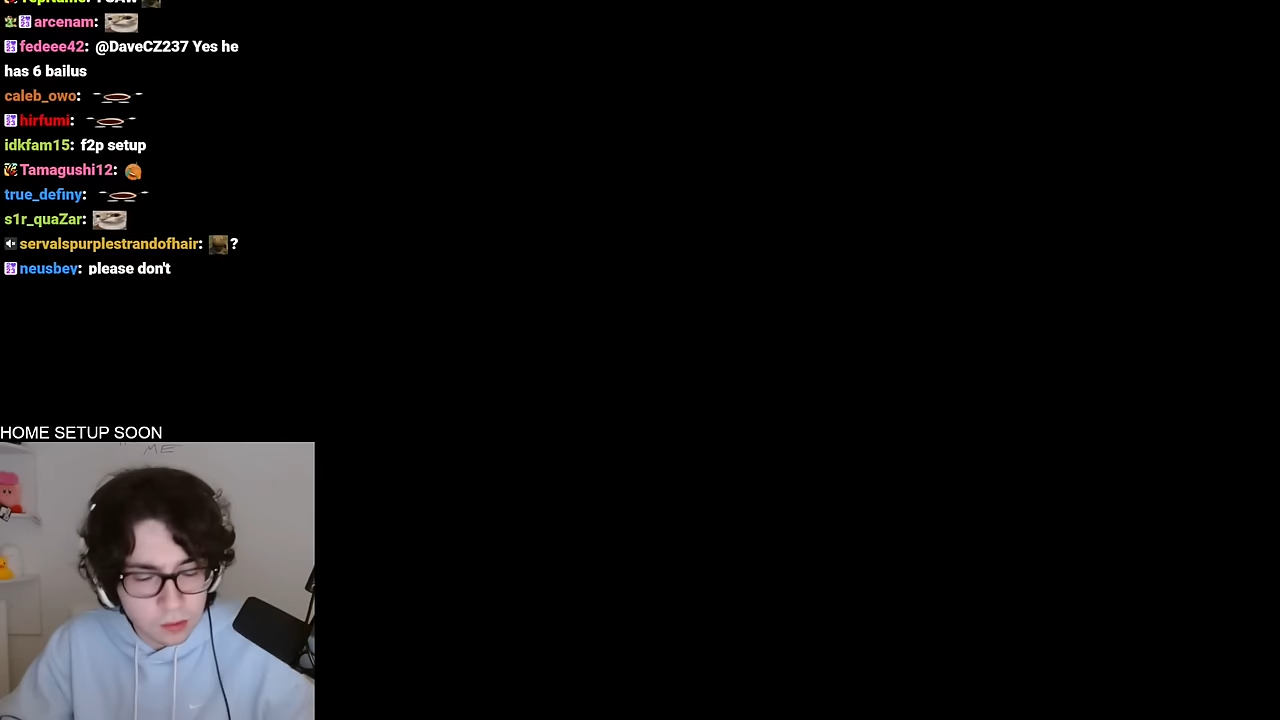 arcenam:
fedeee42: @DaveCZ237 Yes he
has 6 bailus
caleb_owo:
hirfumi:
idkfam15: f2p setup
Tamagushi12:
true_definy:
s1r_quaZar:
servalspurplestrandofhair: ?
neusbey: please don't
HOME SETUP SOON
ME